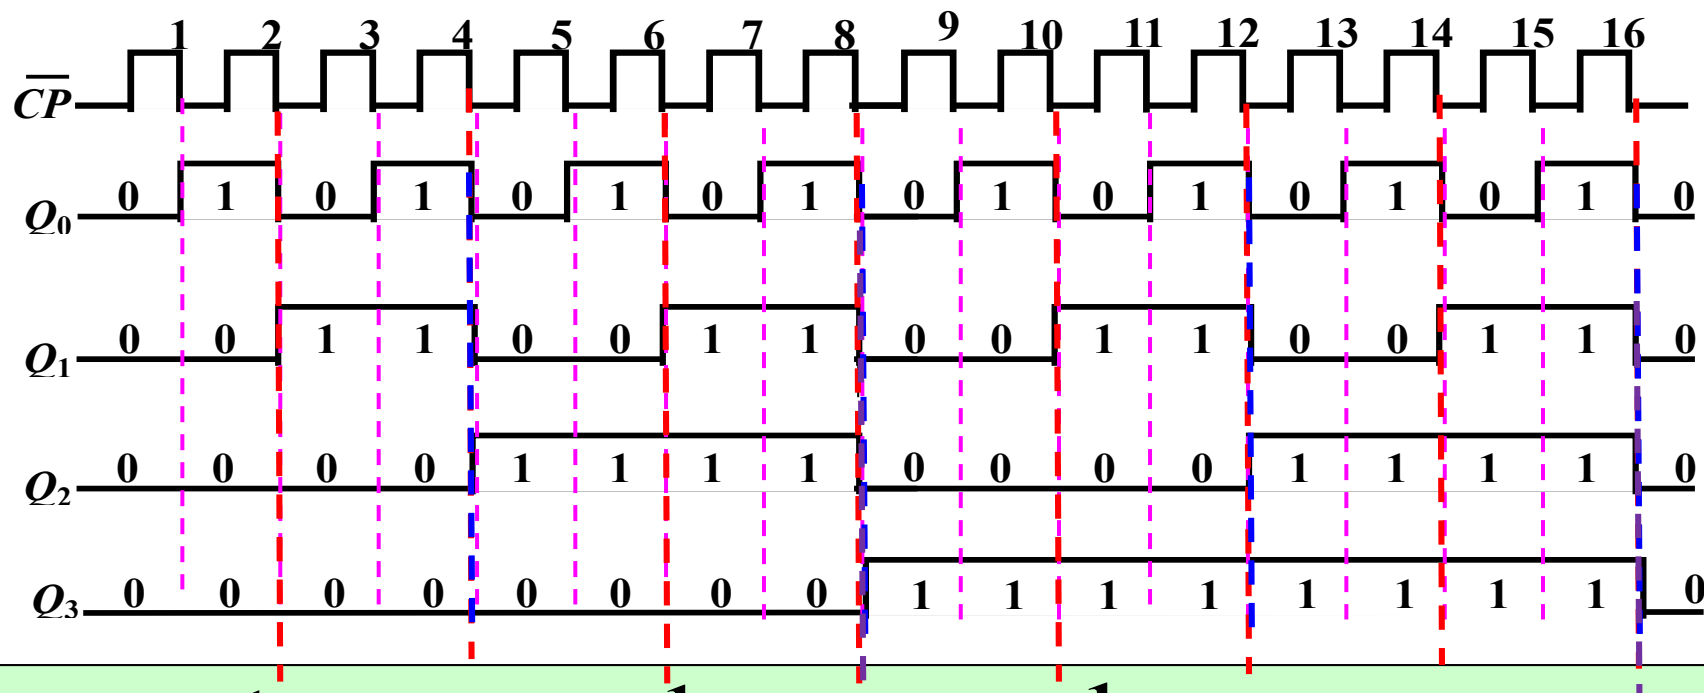 1 2 3 4 5 6 7 8 9 10 11 12 13 14 15 16
CP
Q0 0 1 0 1 0 1 0 1 0 1 0 1 0 1 0 1 0
Q1 0 0 1 1 0 0 1 1 0 0 1 1 0 0 1 1 0
Q2 0 0 0 0 1 1 1 1 0 0 0 0 1 1 1 1 0
Q3 0 0 0 0 0 0 0 0 1 1 1 1 1 1 1 1 0